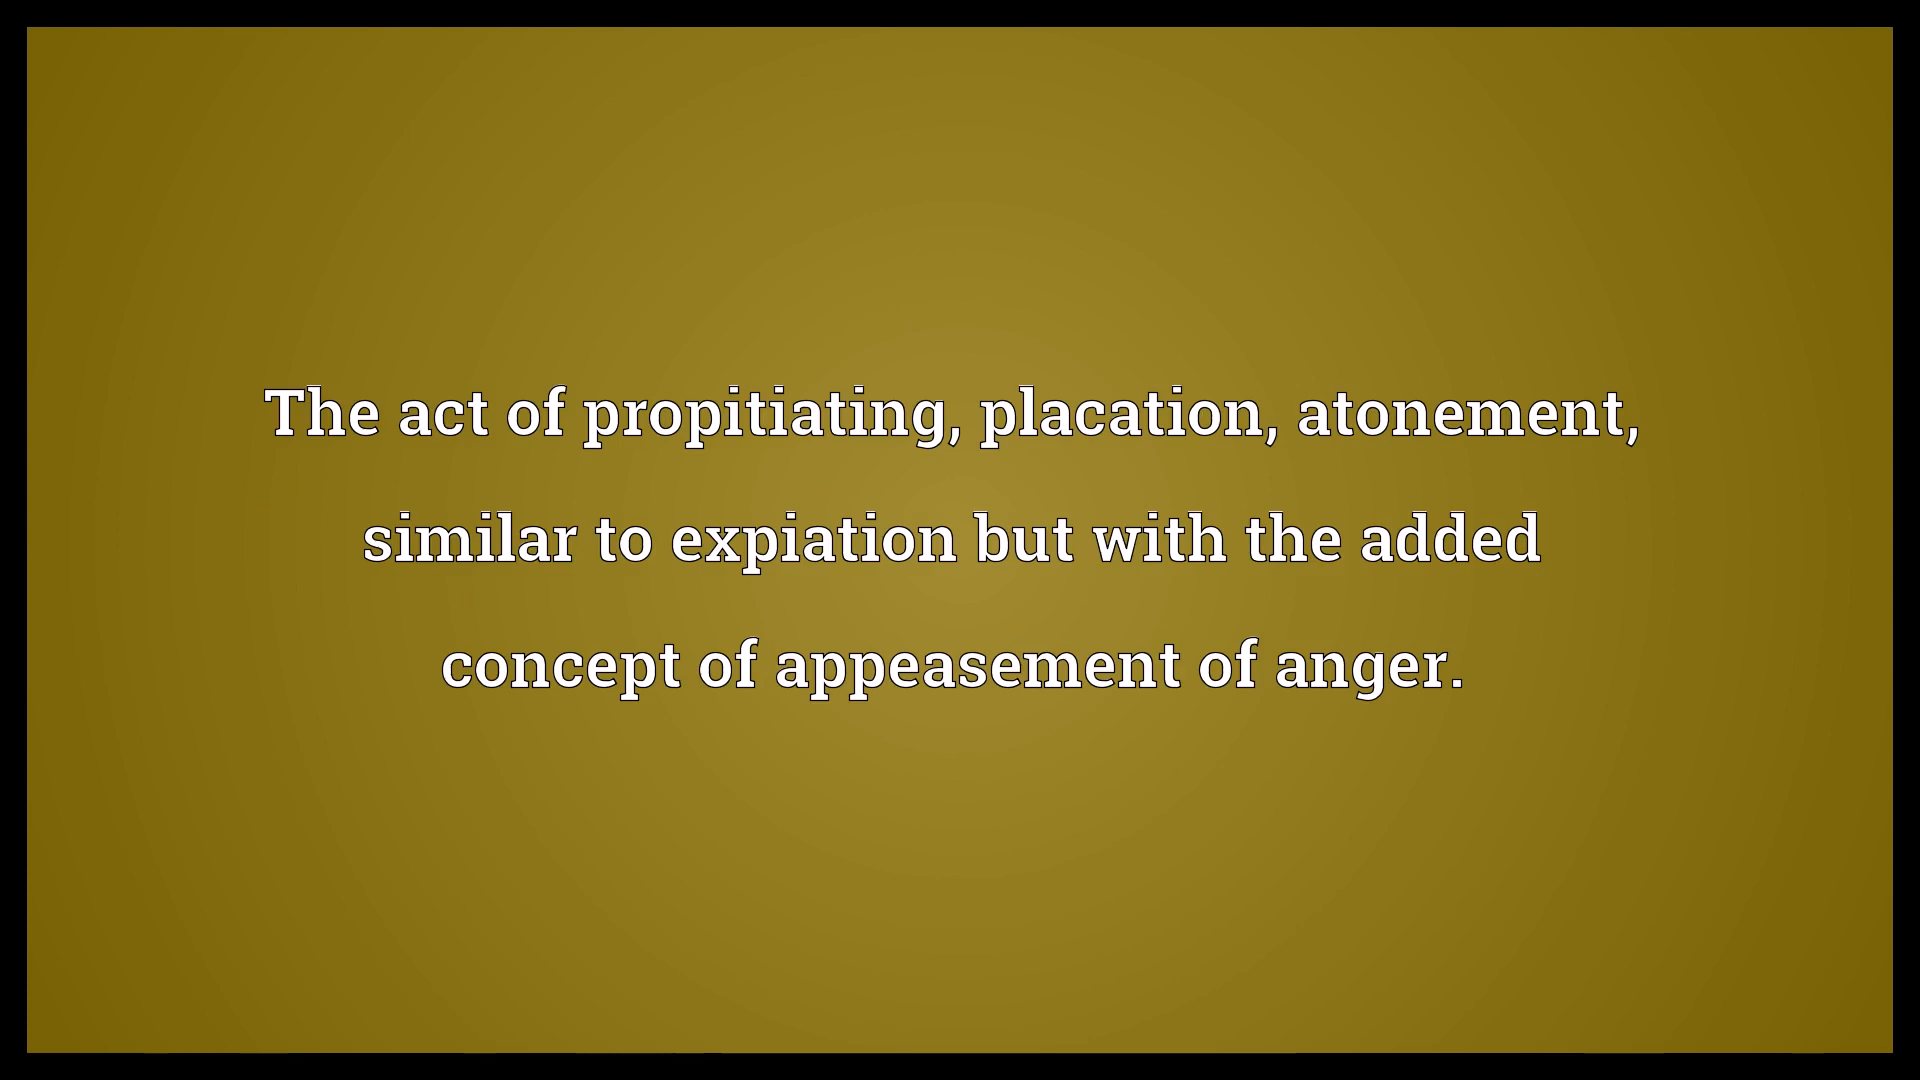 The act of propitiating, placation, atonement,
similar to expiation but with the added
concept of appeasement of anger.